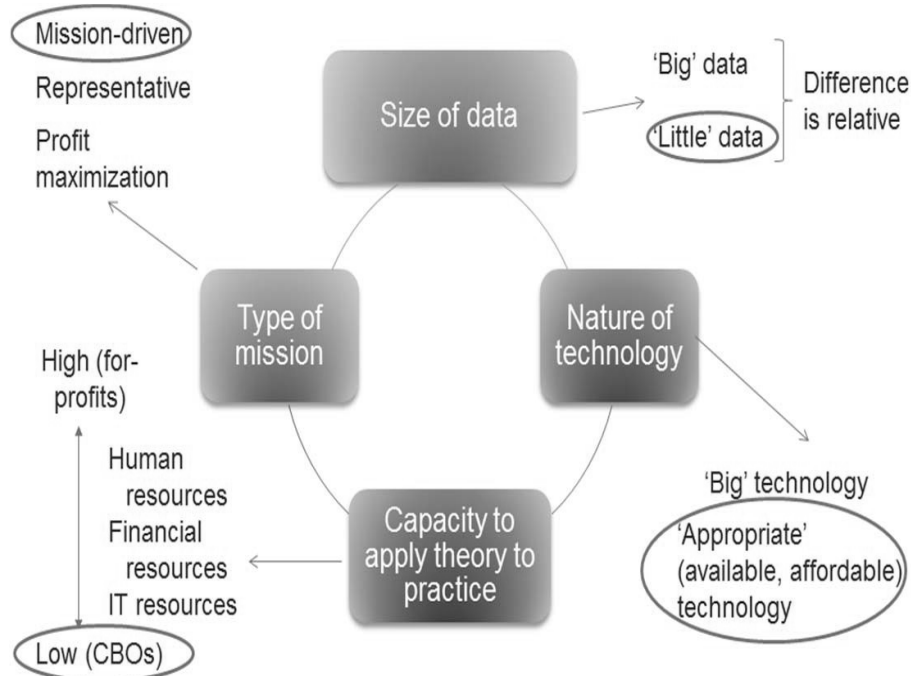 Mission-driven
Representative
Profit
maximization
Size of data
‘Big’ data
‘Little’ data
Difference
is relative
Type of
mission
Nature of
technology
High (for-
profits)
Human
resources
Financial
resources
IT resources
Low (CBOs)
Capacity to
apply theory to
practice
‘Big’ technology
‘Appropriate’
(available, affordable)
technology